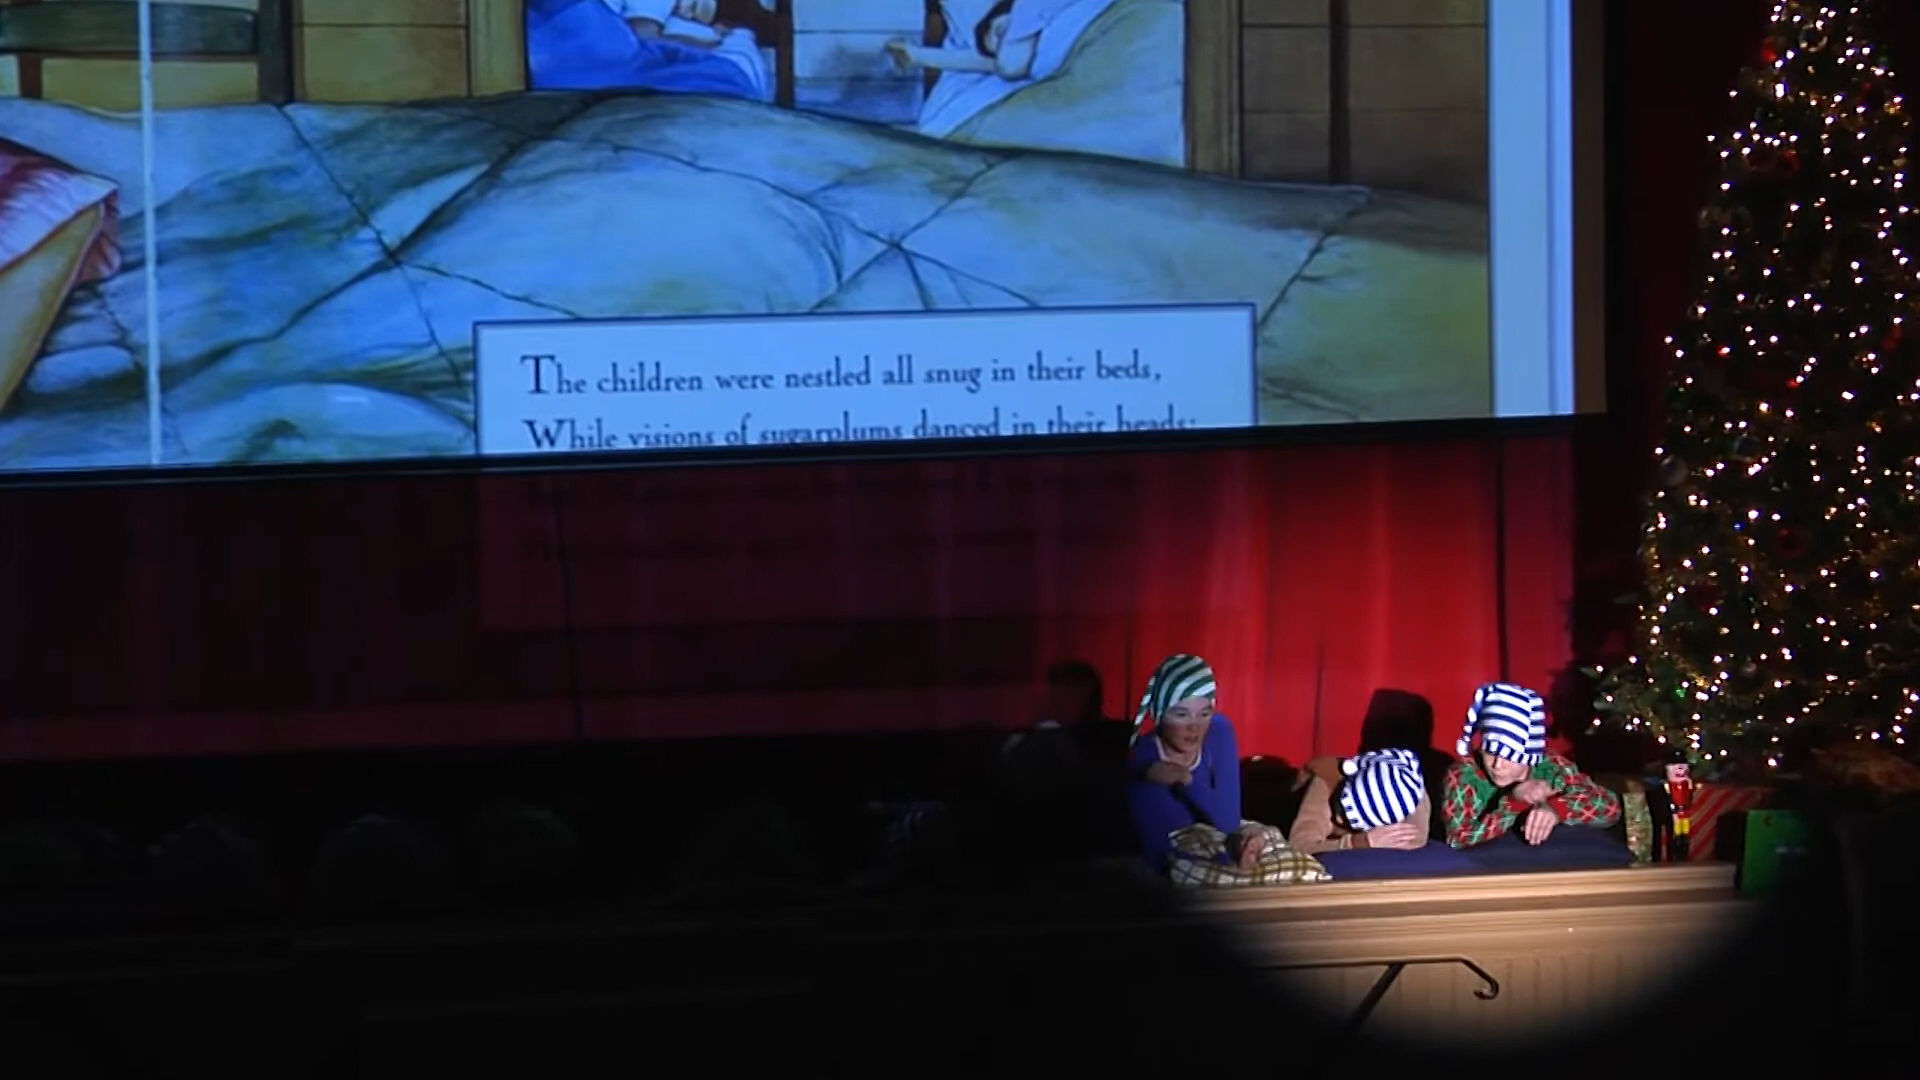 The children were nestled all snug in their beds,
While visions of sugarplums danced in their heads;